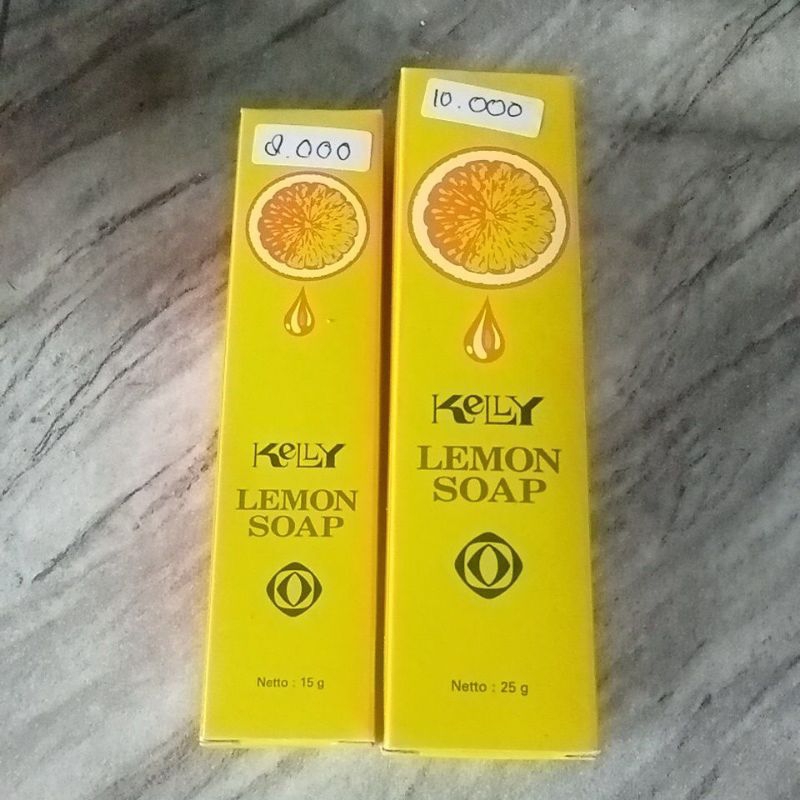 8.000
KeLLY
LEMON
SOAP
Netto : 15 g
10.000
KeLLY
LEMON
SOAP
Netto : 25 g